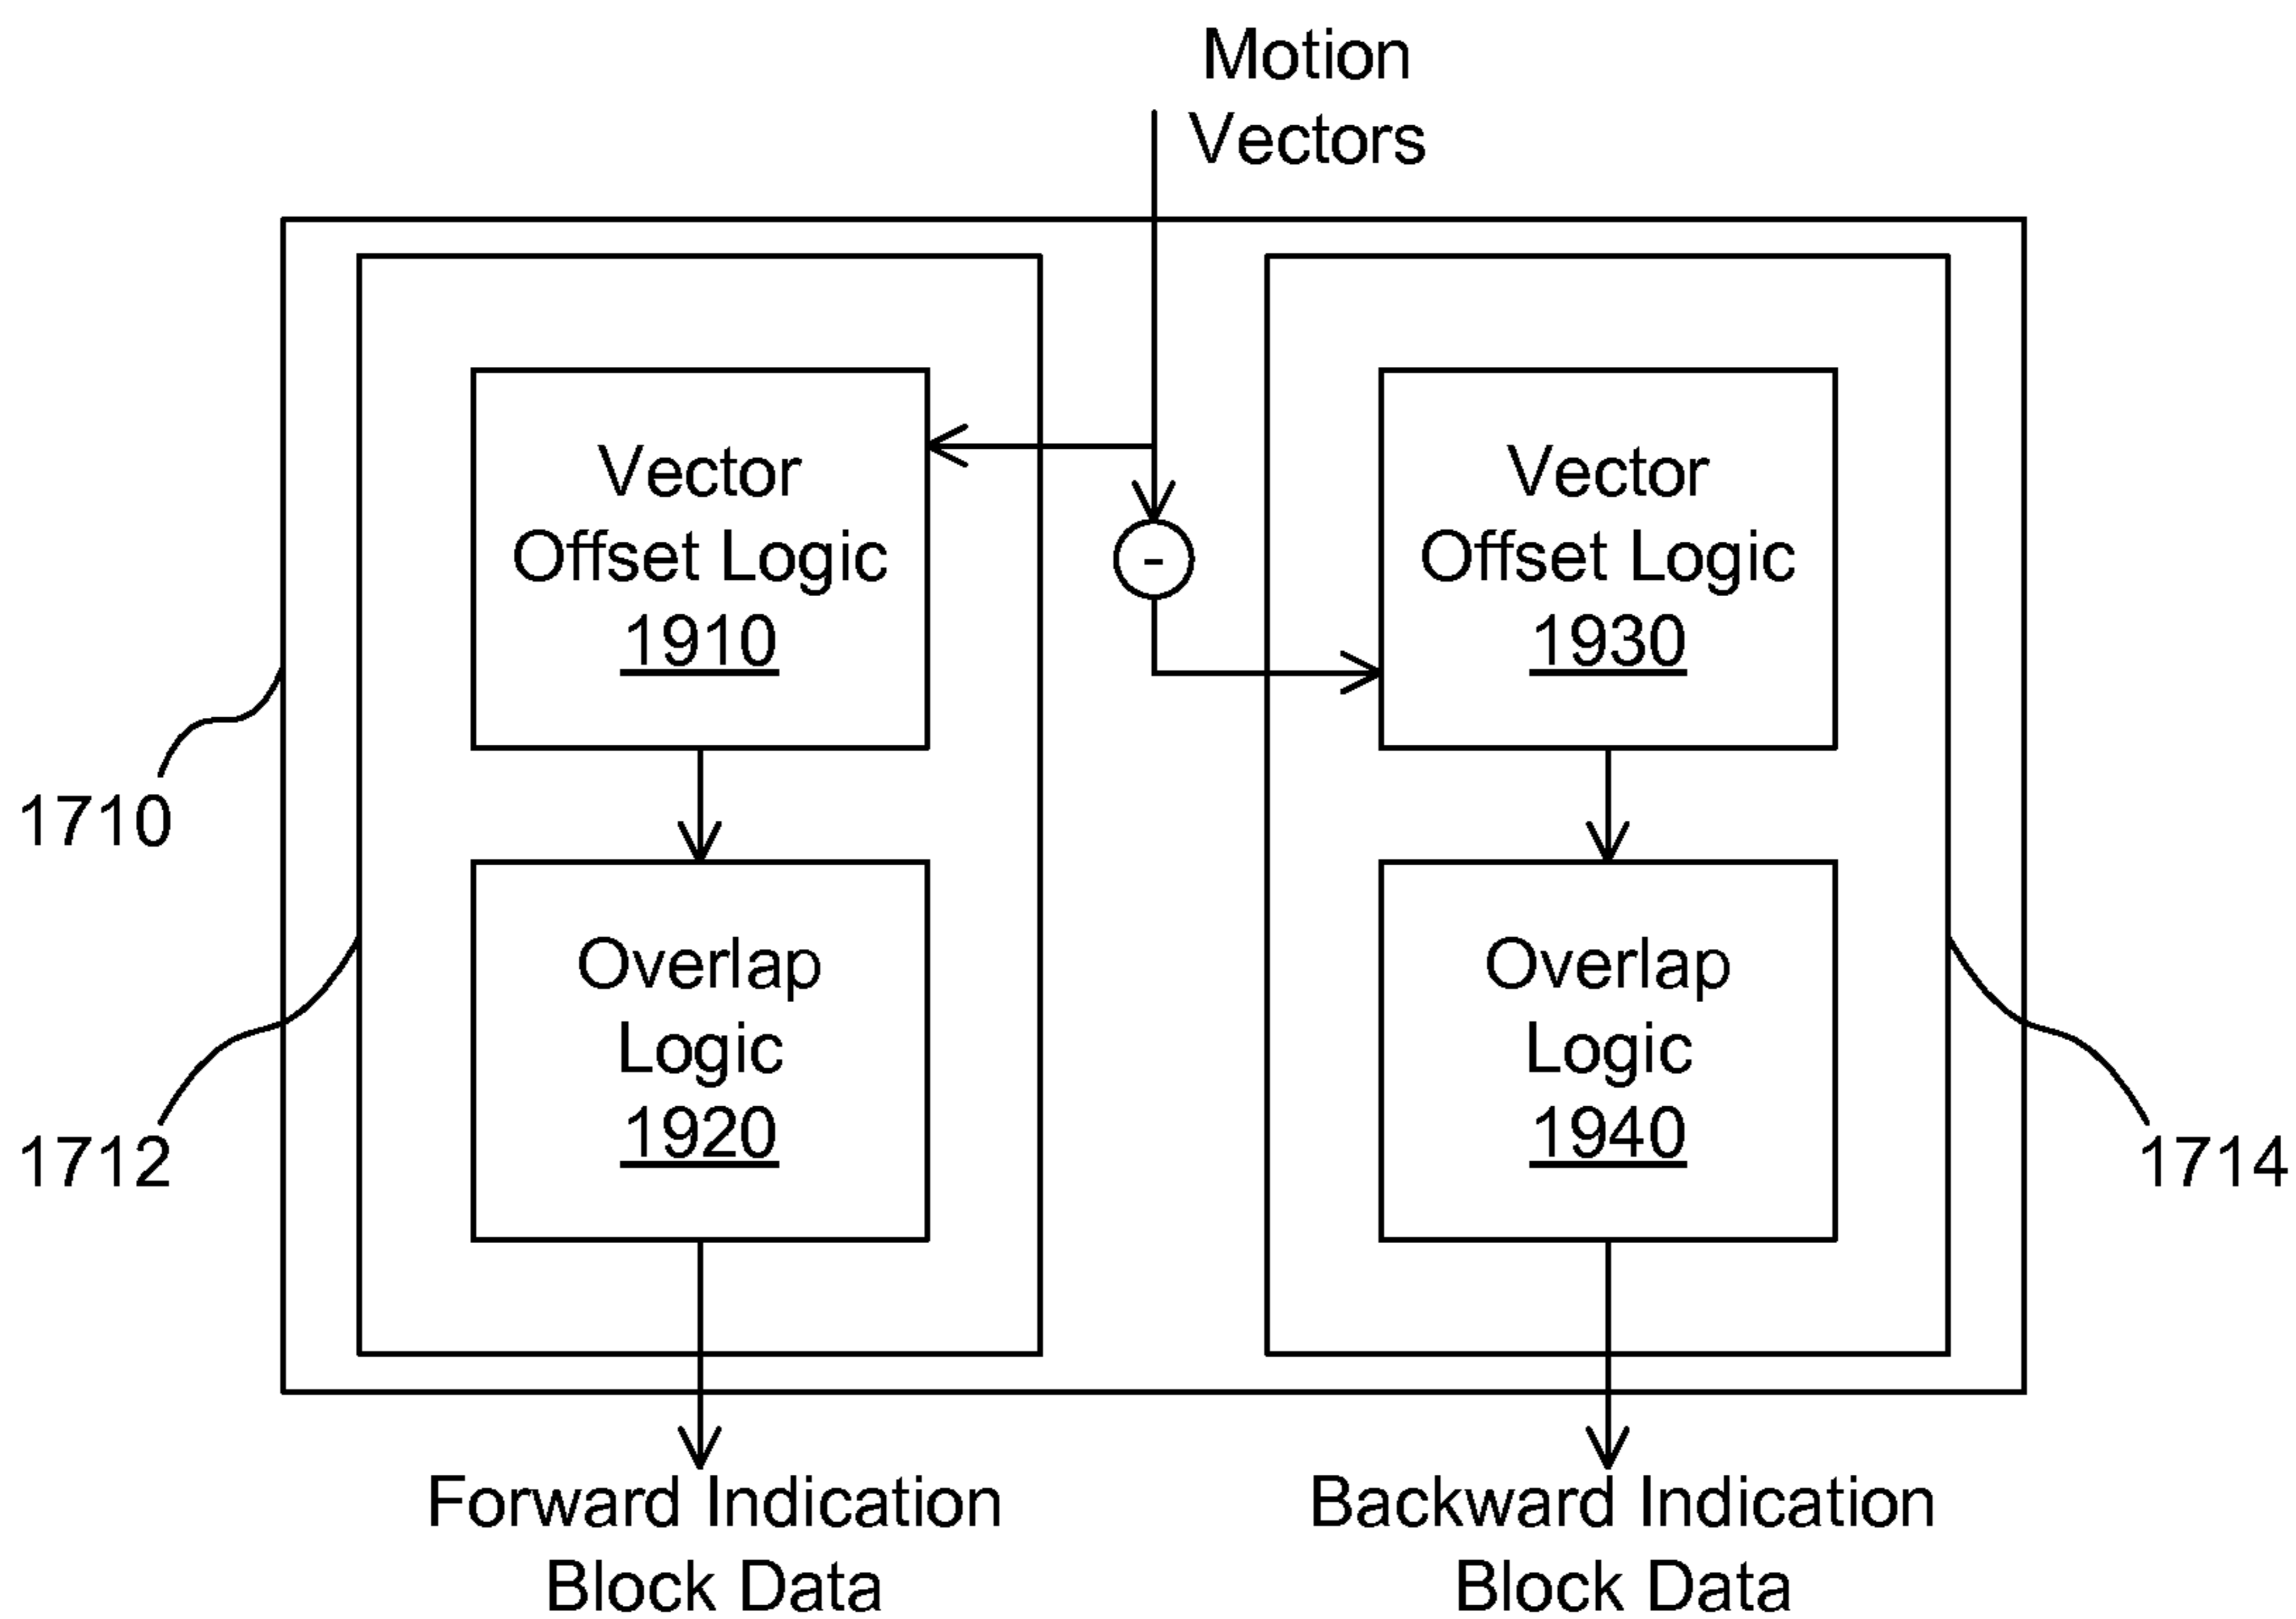 Motion
Vectors
Vector
Offset Logic
1910
-
Vector
Offset Logic
1930
1710
Overlap
Logic
1920
Overlap
Logic
1940
1712
1714
Forward Indication
Block Data
Backward Indication
Block Data